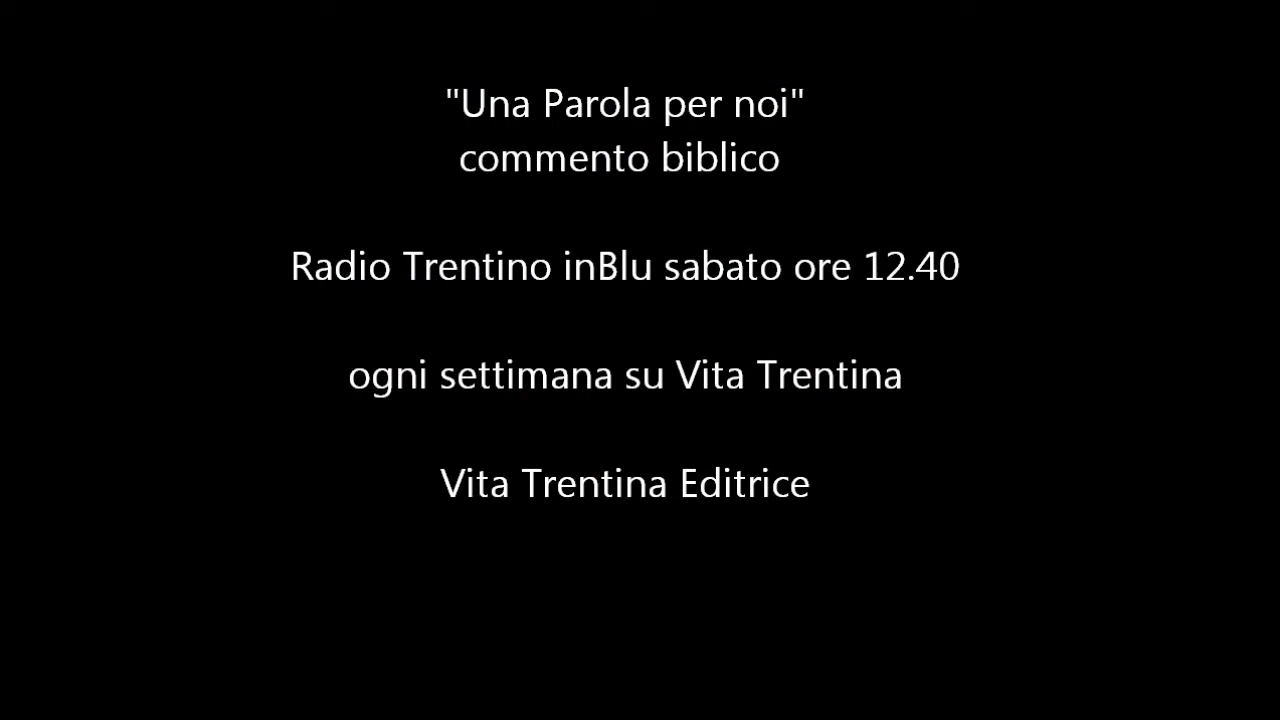 "Una Parola per noi"
commento biblico
Radio Trentino inBlu sabato ore 12.40
ogni settimana su Vita Trentina
Vita Trentina Editrice